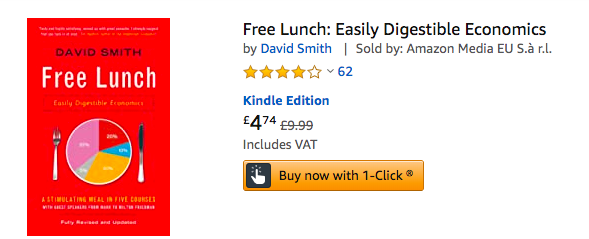 DAVID SMITH
Free Lunch
Easily Digestible Economics
20%
A STIMULATING MEAL IN FIVE COURSES
WITH GUEST SPEAKERS FROM MARX TO MILTON FRIEDMAN
Fully Revised and Updated
Free Lunch: Easily Digestible Economics
by David Smith | Sold by: Amazon Media EU S.à r.l.
62
Kindle Edition
£4⁷⁴ £9.99
Includes VAT
Buy now with 1-Click ®